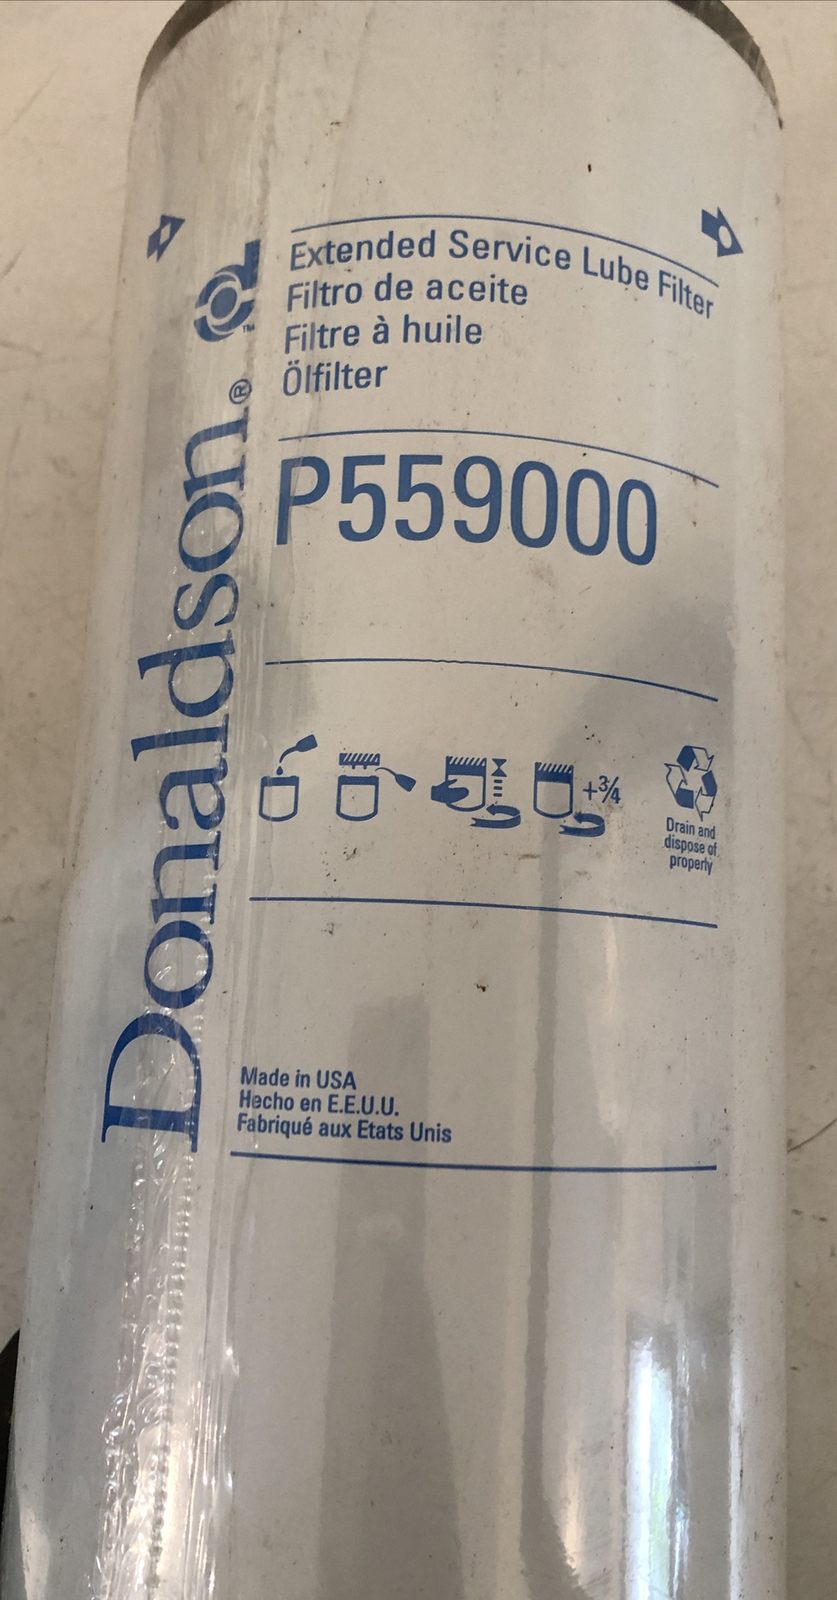 Extended Service Lube Filter
Filtro de aceite
Filtre à huile
Ölfilter
Donaldson®
TM
P559000
+3/4
Drain and
dispose of
properly
Made in USA
Hecho en E.E.U.U.
Fabriqué aux Etats Unis